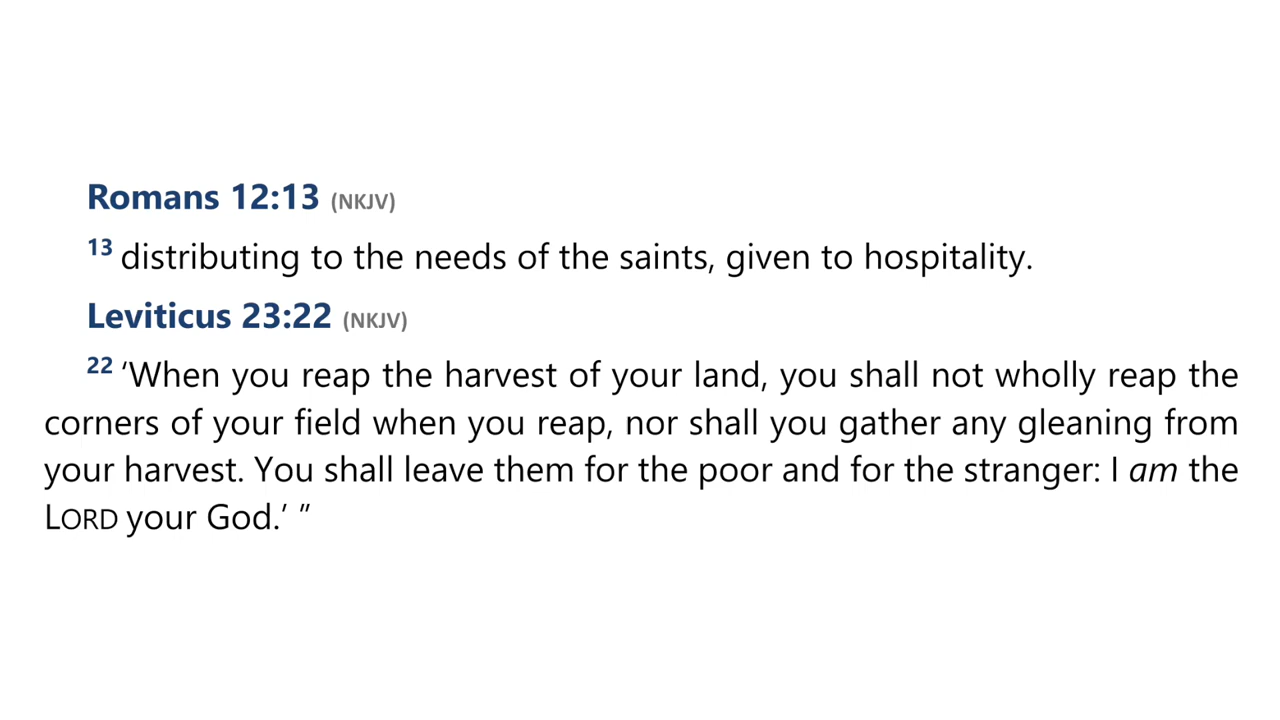 Romans 12:13 (NKJV)
13 distributing to the needs of the saints, given to hospitality.
Leviticus 23:22 (NKJV)
22 ‘When you reap the harvest of your land, you shall not wholly reap the
corners of your field when you reap, nor shall you gather any gleaning from
your harvest. You shall leave them for the poor and for the stranger: I am the
LORD your God.’ ”